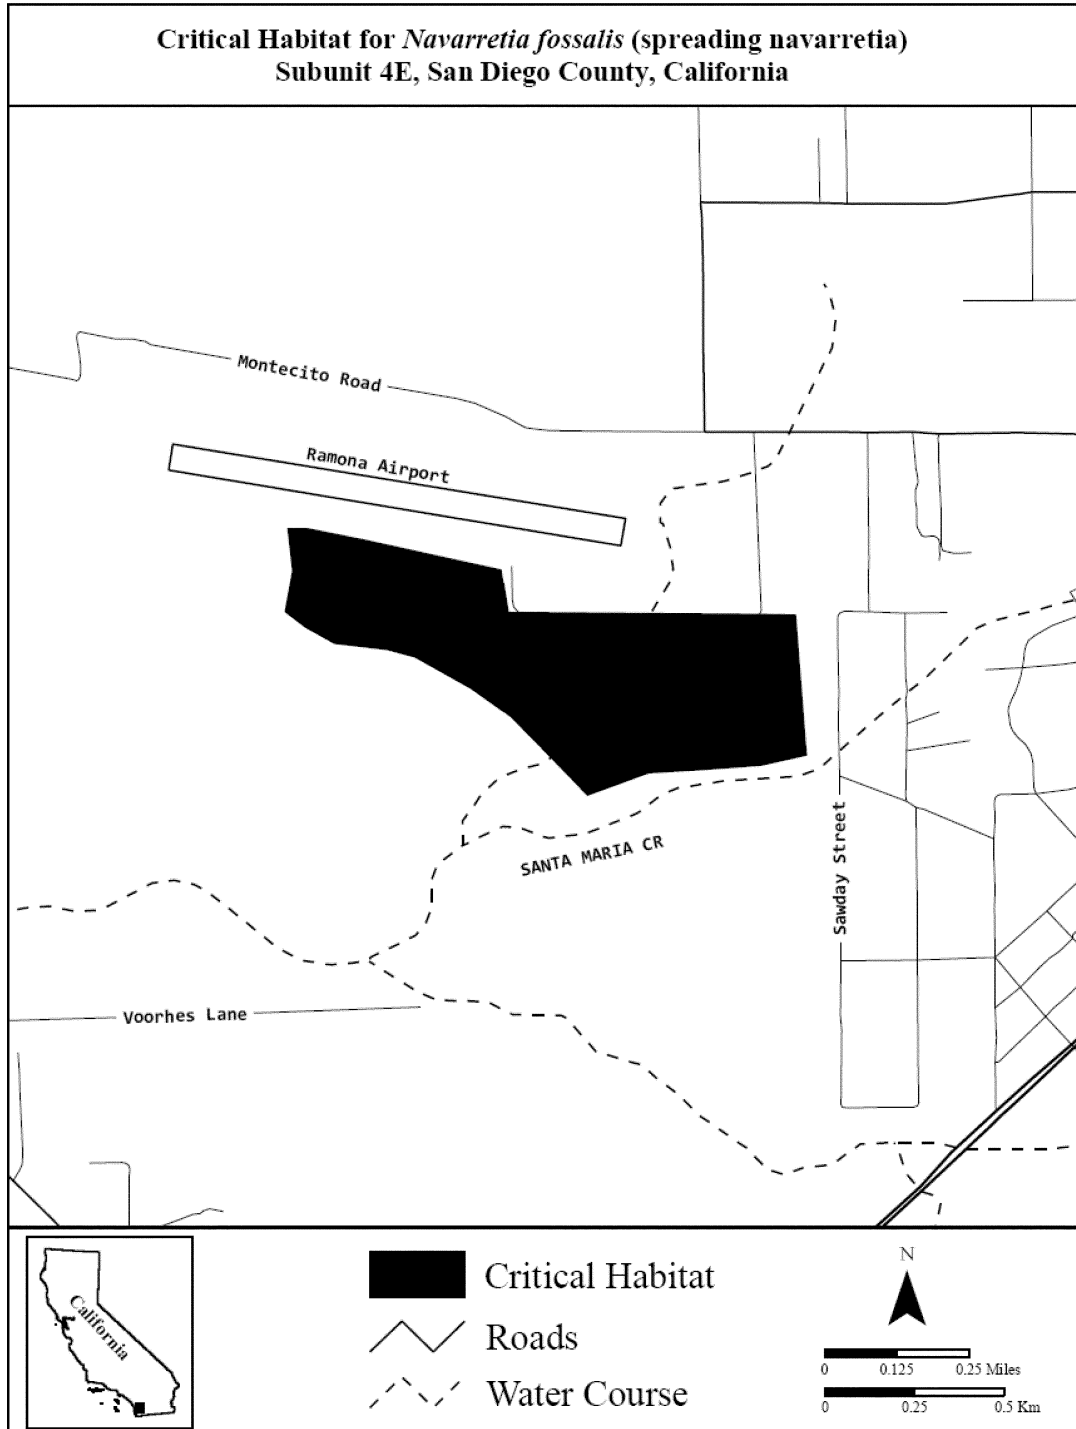 Critical Habitat for Navarretia fossalis (spreading navarretia)
Subunit 4E, San Diego County, California
Montecito Road
Ramona Airport
SANTA MARIA CR
Sawday Street
Voorhes Lane
California
Critical Habitat
Roads
Water Course
N
0 0.125 0.25 Miles
0 0.25 0.5 Km